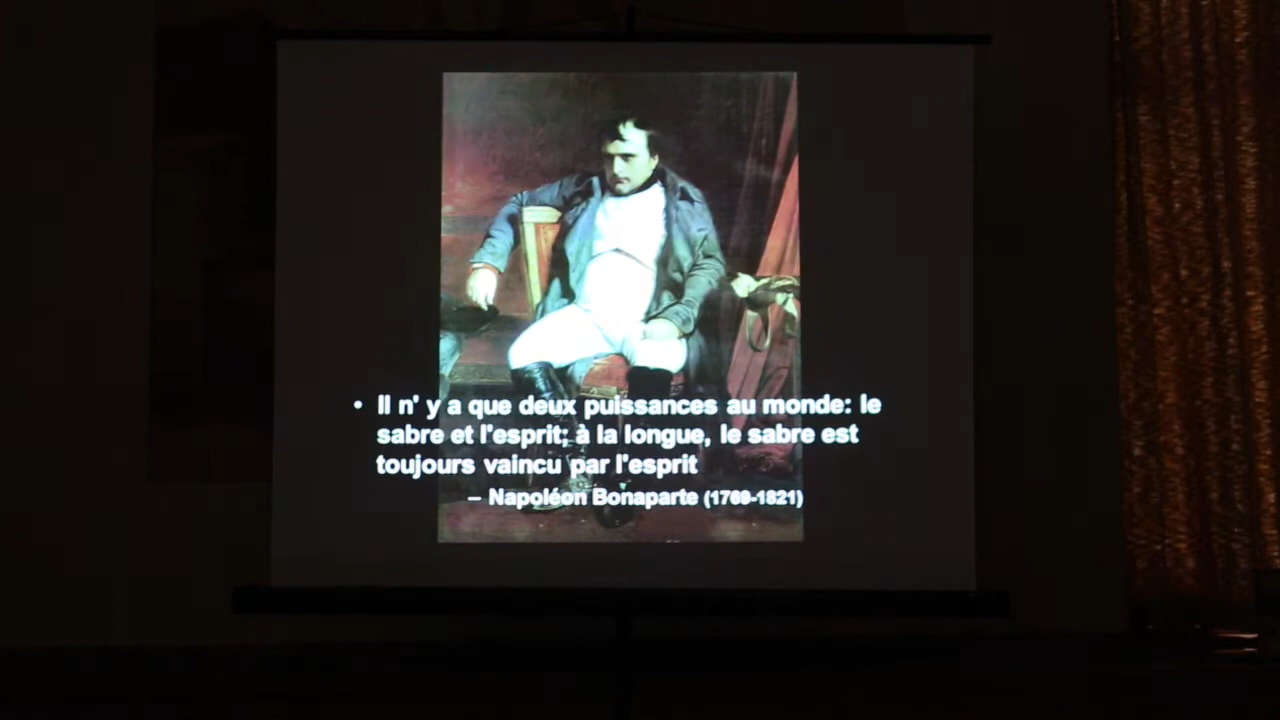 • Il n' y a que deux puissances au monde: le
sabre et l'esprit; à la longue, le sabre est
toujours vaincu par l'esprit
– Napoléon Bonaparte (1769-1821)